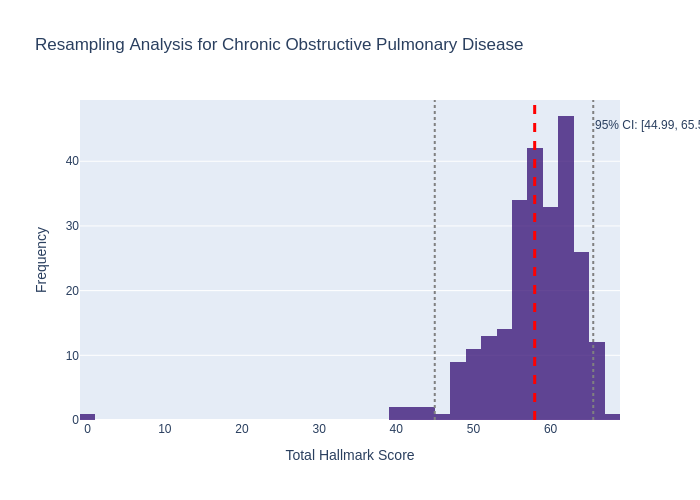 Resampling Analysis for Chronic Obstructive Pulmonary Disease
95% CI: [44.99, 65.5
Frequency
40
30
20
10
0
0 10 20 30 40 50 60
Total Hallmark Score